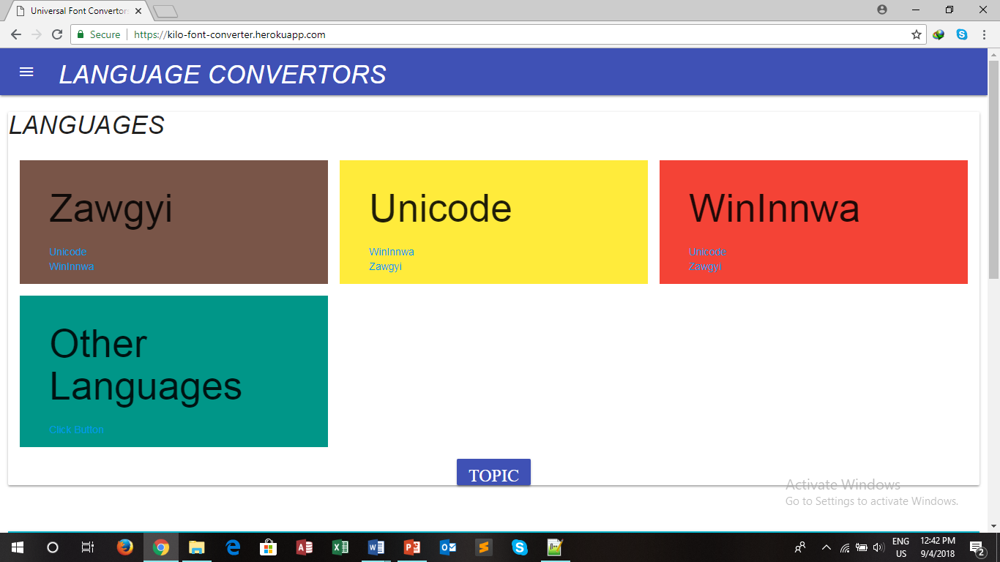 Universal Font Convertor
Secure https://kilo-font-converter.herokuapp.com
LANGUAGE CONVERTORS
LANGUAGES
Zawgyi
Unicode
WinInnwa
Unicode
WinInnwa
Zawgyi
WinInnwa
Unicode
Zawgyi
Other
Languages
Click Button
TOPIC
Activate Windows
Go to Settings to activate Windows.
ENG
US
12:42 PM
9/4/2018
2